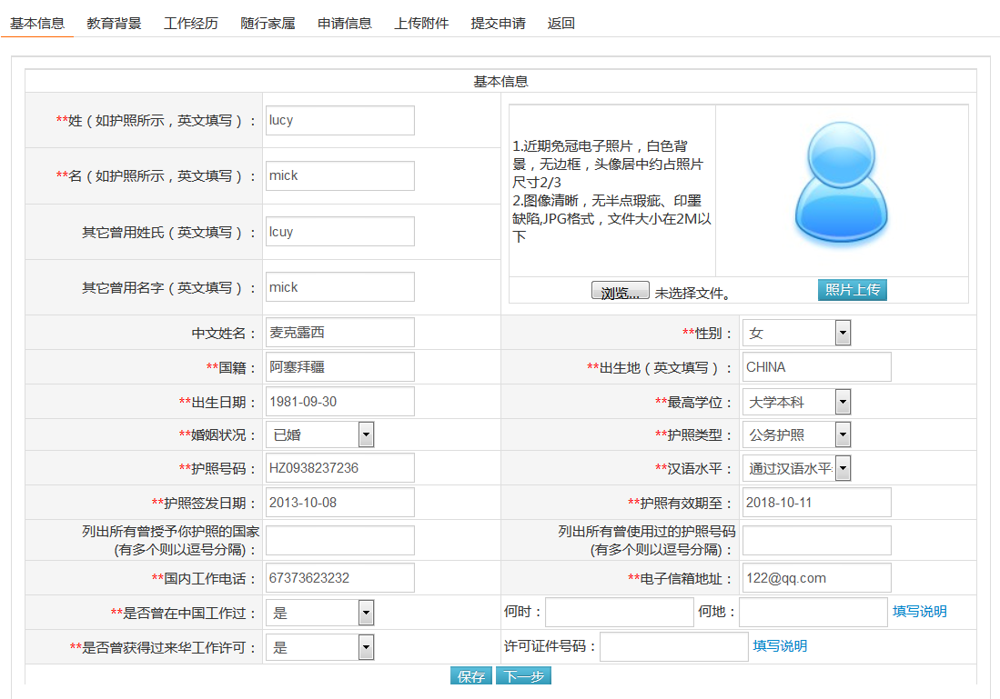 基本信息 教育背景 工作经历 随行家属 申请信息 上传附件 提交申请 返回
基本信息
**姓（如护照所示，英文填写）： lucy
**名（如护照所示，英文填写）： mick
其它曾用姓氏（英文填写）： lcuy
其它曾用名字（英文填写）： mick
1.近期免冠电子照片，白色背
景，无边框，头像居中约占照片
尺寸2/3
2.图像清晰，无半点瑕疵、印墨
缺陷,JPG格式，文件大小在2M以
下
浏览... 未选择文件。 照片上传
中文姓名： 麦克露西 **性别： 女
**国籍： 阿塞拜疆 **出生地（英文填写）： CHINA
**出生日期： 1981-09-30 **最高学位： 大学本科
**婚姻状况： 已婚 **护照类型： 公务护照
**护照号码： HZ0938237236 **汉语水平： 通过汉语水平
**护照签发日期： 2013-10-08 **护照有效期至： 2018-10-11
列出所有曾授予你护照的国家
(有多个则以逗号分隔)：
列出所有曾使用过的护照号码
(有多个则以逗号分隔)：
**国内工作电话： 67373623232 **电子信箱地址： 122@qq.com
**是否曾在中国工作过： 是 何时： 何地： 填写说明
**是否曾获得过来华工作许可： 是 许可证件号码： 填写说明
保存 下一步